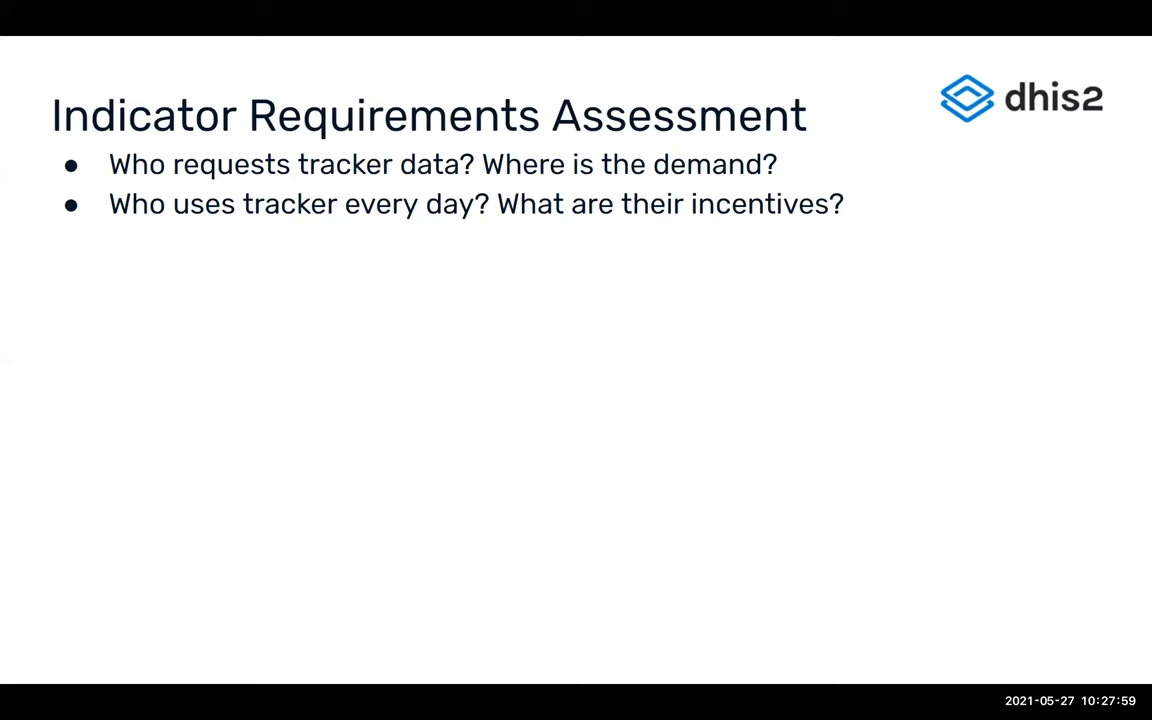 dhis2
Indicator Requirements Assessment
● Who requests tracker data? Where is the demand?
● Who uses tracker every day? What are their incentives?
2021-05-27 10:27:59